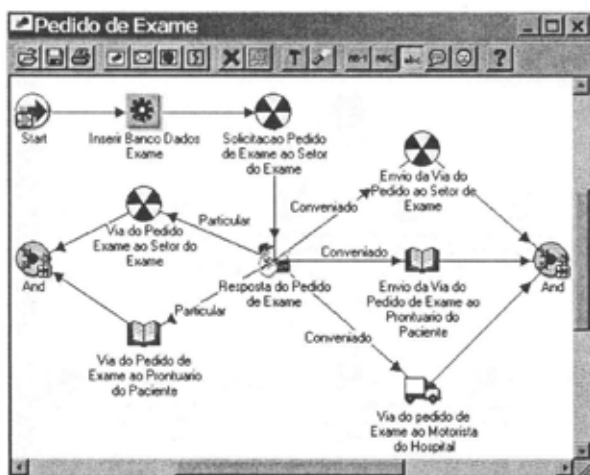 Pedido de Exame
T
abc
?
Start
Inserir Banco Dados
Exame
Solicitacao Pedido
de Exame ao Setor
do Exame
Envio da Via do
Pedido ao Setor de
Exame
Conveniado
Particular
Via do Pedido
Exame ao Setor do
Exame
And
Resposta do Pedido
de Exame
Conveniado
Envio da Via do
Pedido de Exame ao
Prontuario do
Paciente
And
Particular
Via do Pedido de
Exame ao Prontuario
do Paciente
Conveniado
Via do pedido de
Exame ao Motorista
do Hospital